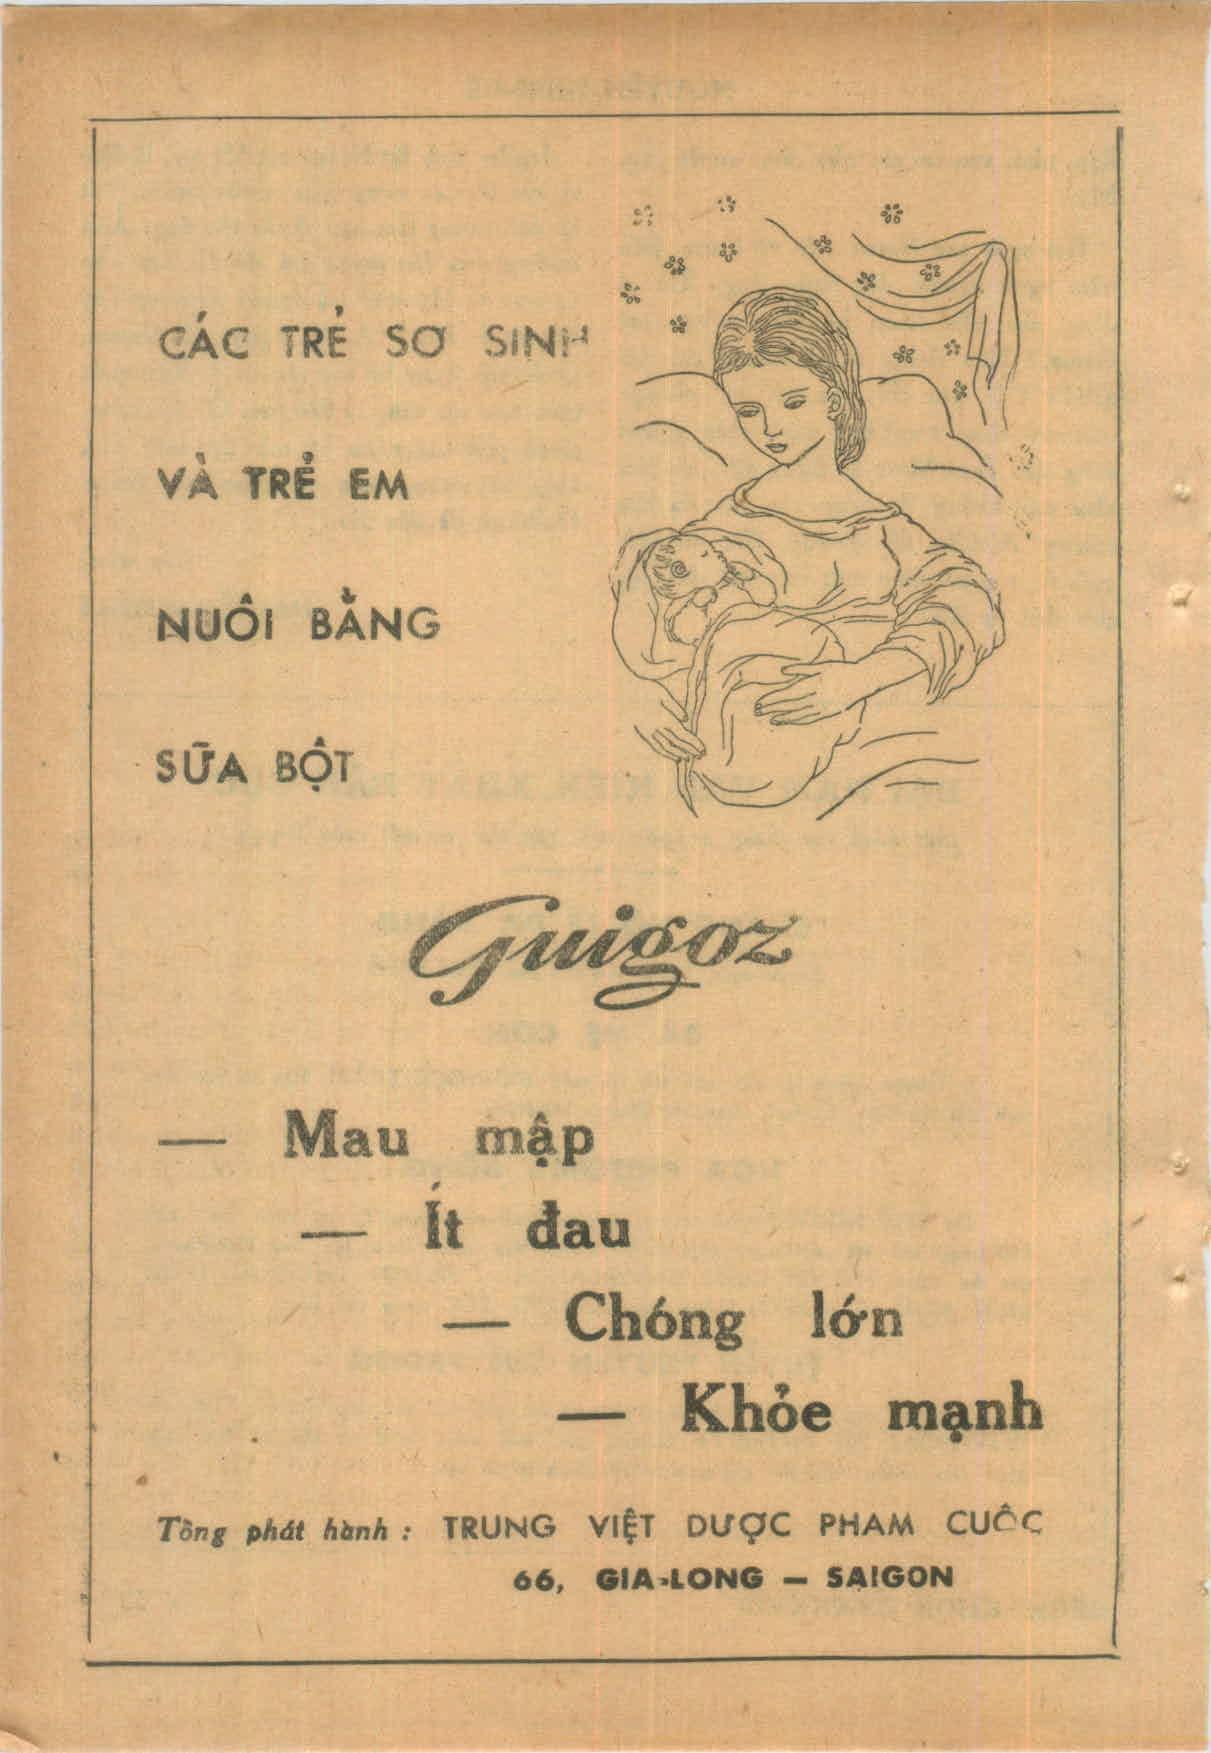 CÁC TRẺ SƠ SINH
VÀ TRẺ EM
NUÔI BẰNG
SỮA BỘT
Guigoz
— Mau mập
— Ít đau
— Chóng lớn
— Khỏe mạnh
Tổng phát hành : TRUNG VIỆT DƯỢC PHAM CUÔC
66, GIA-LONG — SAIGON